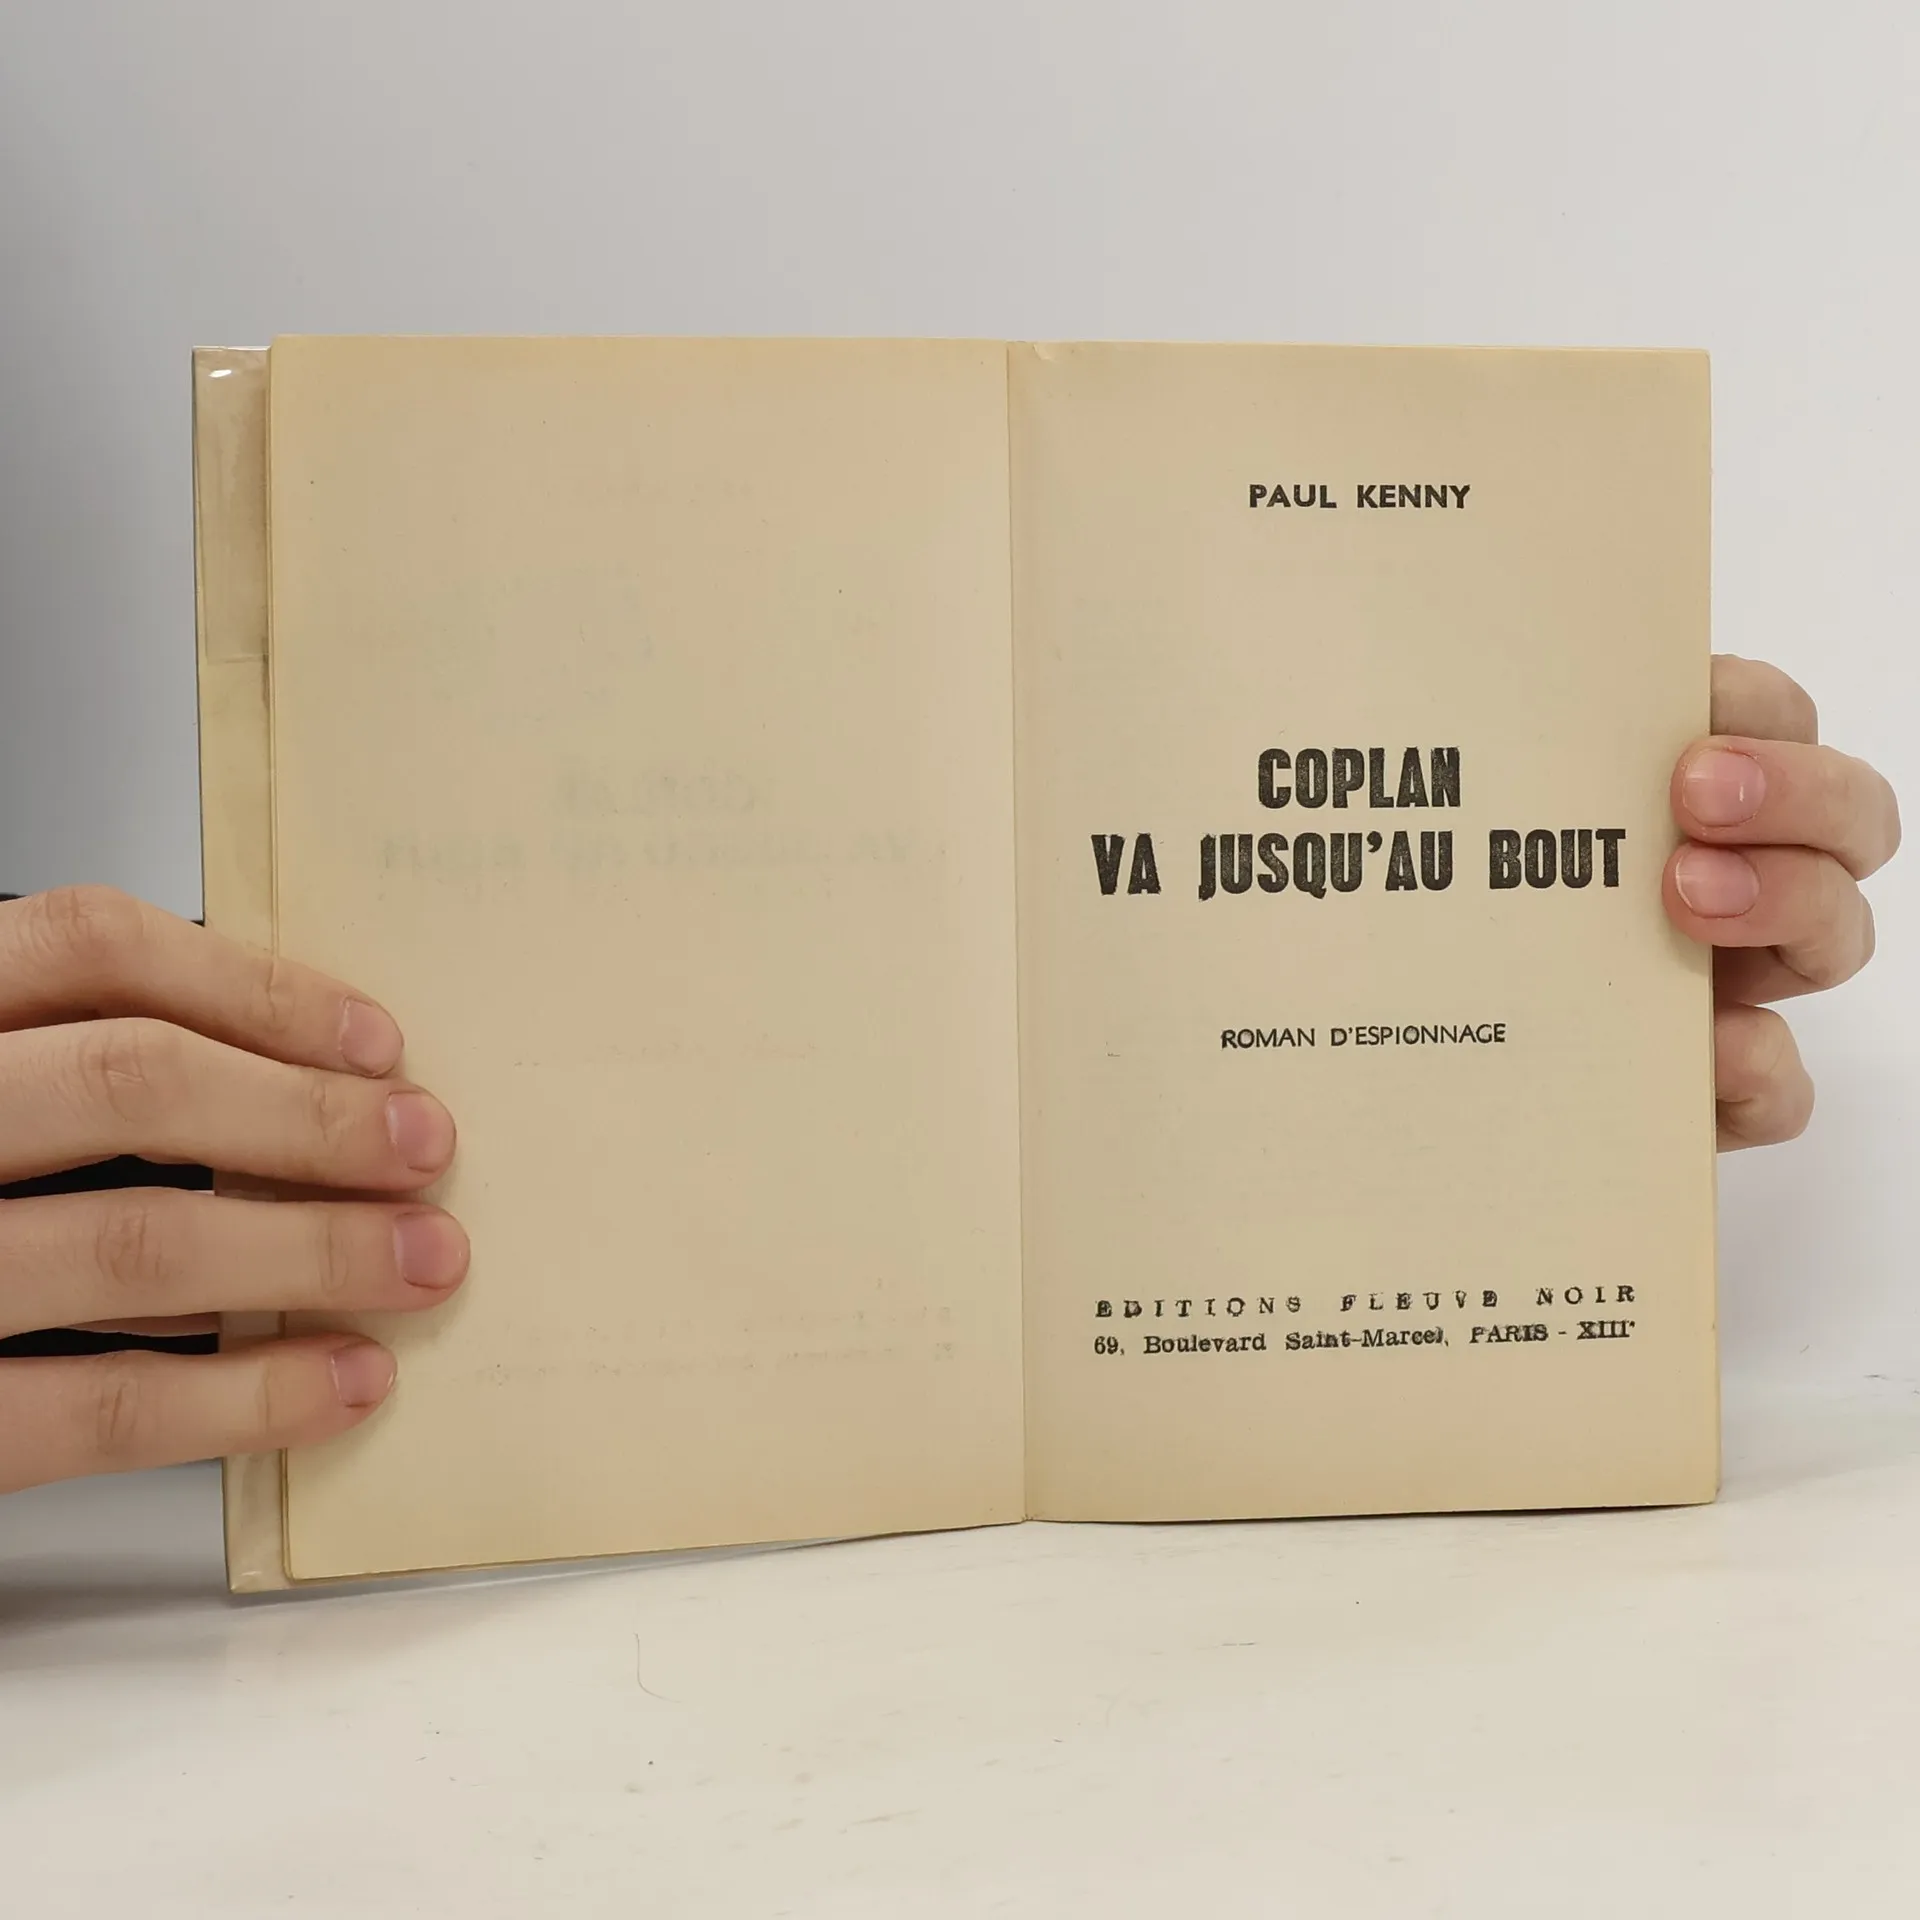 PAUL KENNY
COPLAN
VA JUSQU'AU BOUT
ROMAN D'ESPIONNAGE
EDITIONS FLEUVE NOIR
69, Boulevard Saint-Marcel, PARIS - XIIIe